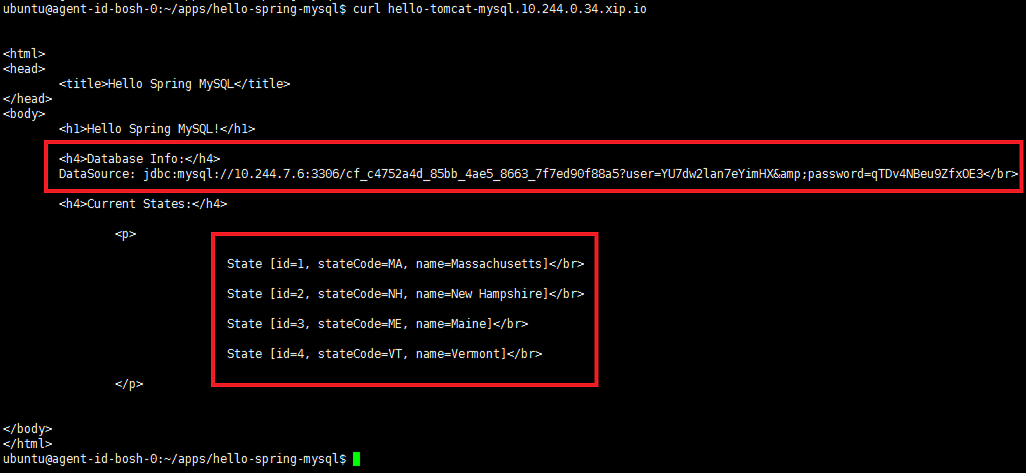 ubuntu@agent-id-bosh-0:~/apps/hello-spring-mysql$ curl hello-tomcat-mysql.10.244.0.34.xip.io
<html>
<head>
<title>Hello Spring MySQL</title>
</head>
<body>
<h1>Hello Spring MySQL!</h1>
<h4>Database Info:</h4>
DataSource: jdbc:mysql://10.244.7.6:3306/cf_c4752a4d_85bb_4ae5_8663_7f7ed90f88a5?user=YU7dw2lan7eYimHX&amp;password=qTDv4NBeu9ZfxOE3</br>
<h4>Current States:</h4>
<p>
State [id=1, stateCode=MA, name=Massachusetts]</br>
State [id=2, stateCode=NH, name=New Hampshire]</br>
State [id=3, stateCode=ME, name=Maine]</br>
State [id=4, stateCode=VT, name=Vermont]</br>
</p>
</body>
</html>
ubuntu@agent-id-bosh-0:~/apps/hello-spring-mysql$